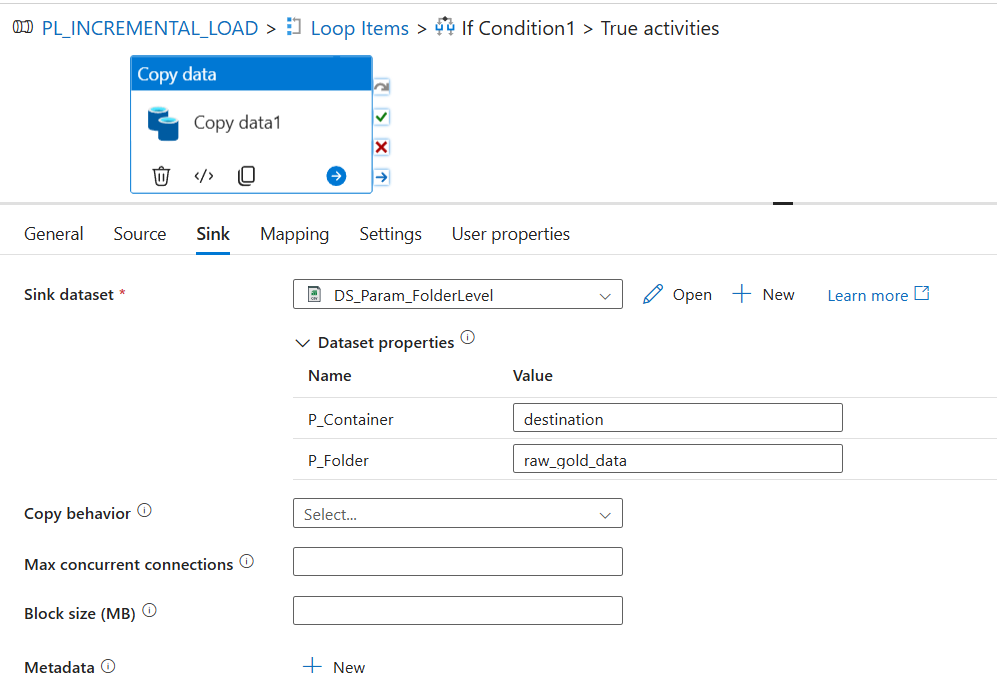 PL_INCREMENTAL_LOAD > Loop Items > If Condition1 > True activities
Copy data
Copy data1
General Source Sink Mapping Settings User properties
Sink dataset * DS_Param_FolderLevel Open New Learn more
Dataset properties
Name Value
P_Container destination
P_Folder raw_gold_data
Copy behavior Select...
Max concurrent connections
Block size (MB)
Metadata New